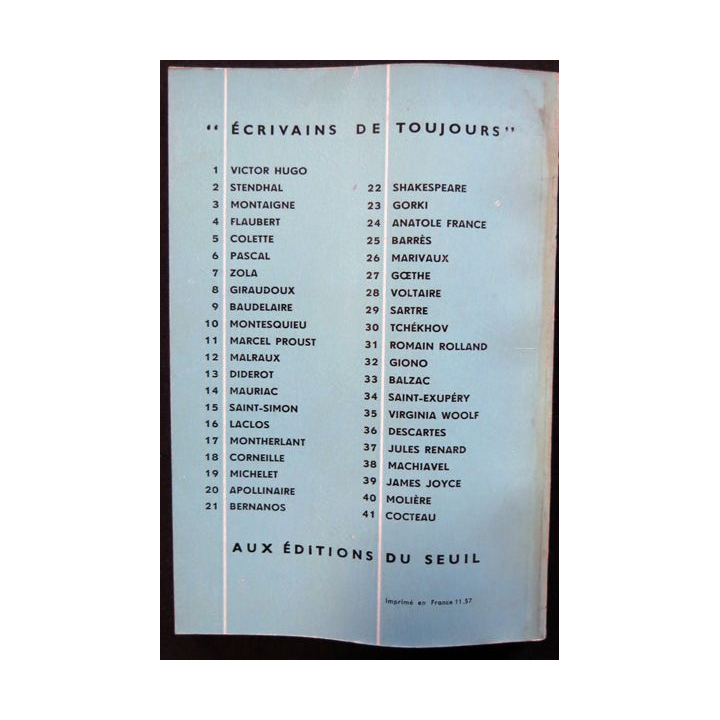 " ÉCRIVAINS DE TOUJOURS "
1 VICTOR HUGO
2 STENDHAL
3 MONTAIGNE
4 FLAUBERT
5 COLETTE
6 PASCAL
7 ZOLA
8 GIRAUDOUX
9 BAUDELAIRE
10 MONTESQUIEU
11 MARCEL PROUST
12 MALRAUX
13 DIDEROT
14 MAURIAC
15 SAINT-SIMON
16 LACLOS
17 MONTHERLANT
18 CORNEILLE
19 MICHELET
20 APOLLINAIRE
21 BERNANOS
22 SHAKESPEARE
23 GORKI
24 ANATOLE FRANCE
25 BARRÈS
26 MARIVAUX
27 GŒTHE
28 VOLTAIRE
29 SARTRE
30 TCHÉKHOV
31 ROMAIN ROLLAND
32 GIONO
33 BALZAC
34 SAINT-EXUPÉRY
35 VIRGINIA WOOLF
36 DESCARTES
37 JULES RENARD
38 MACHIAVEL
39 JAMES JOYCE
40 MOLIÈRE
41 COCTEAU
AUX ÉDITIONS DU SEUIL
Imprimé en France 11.57